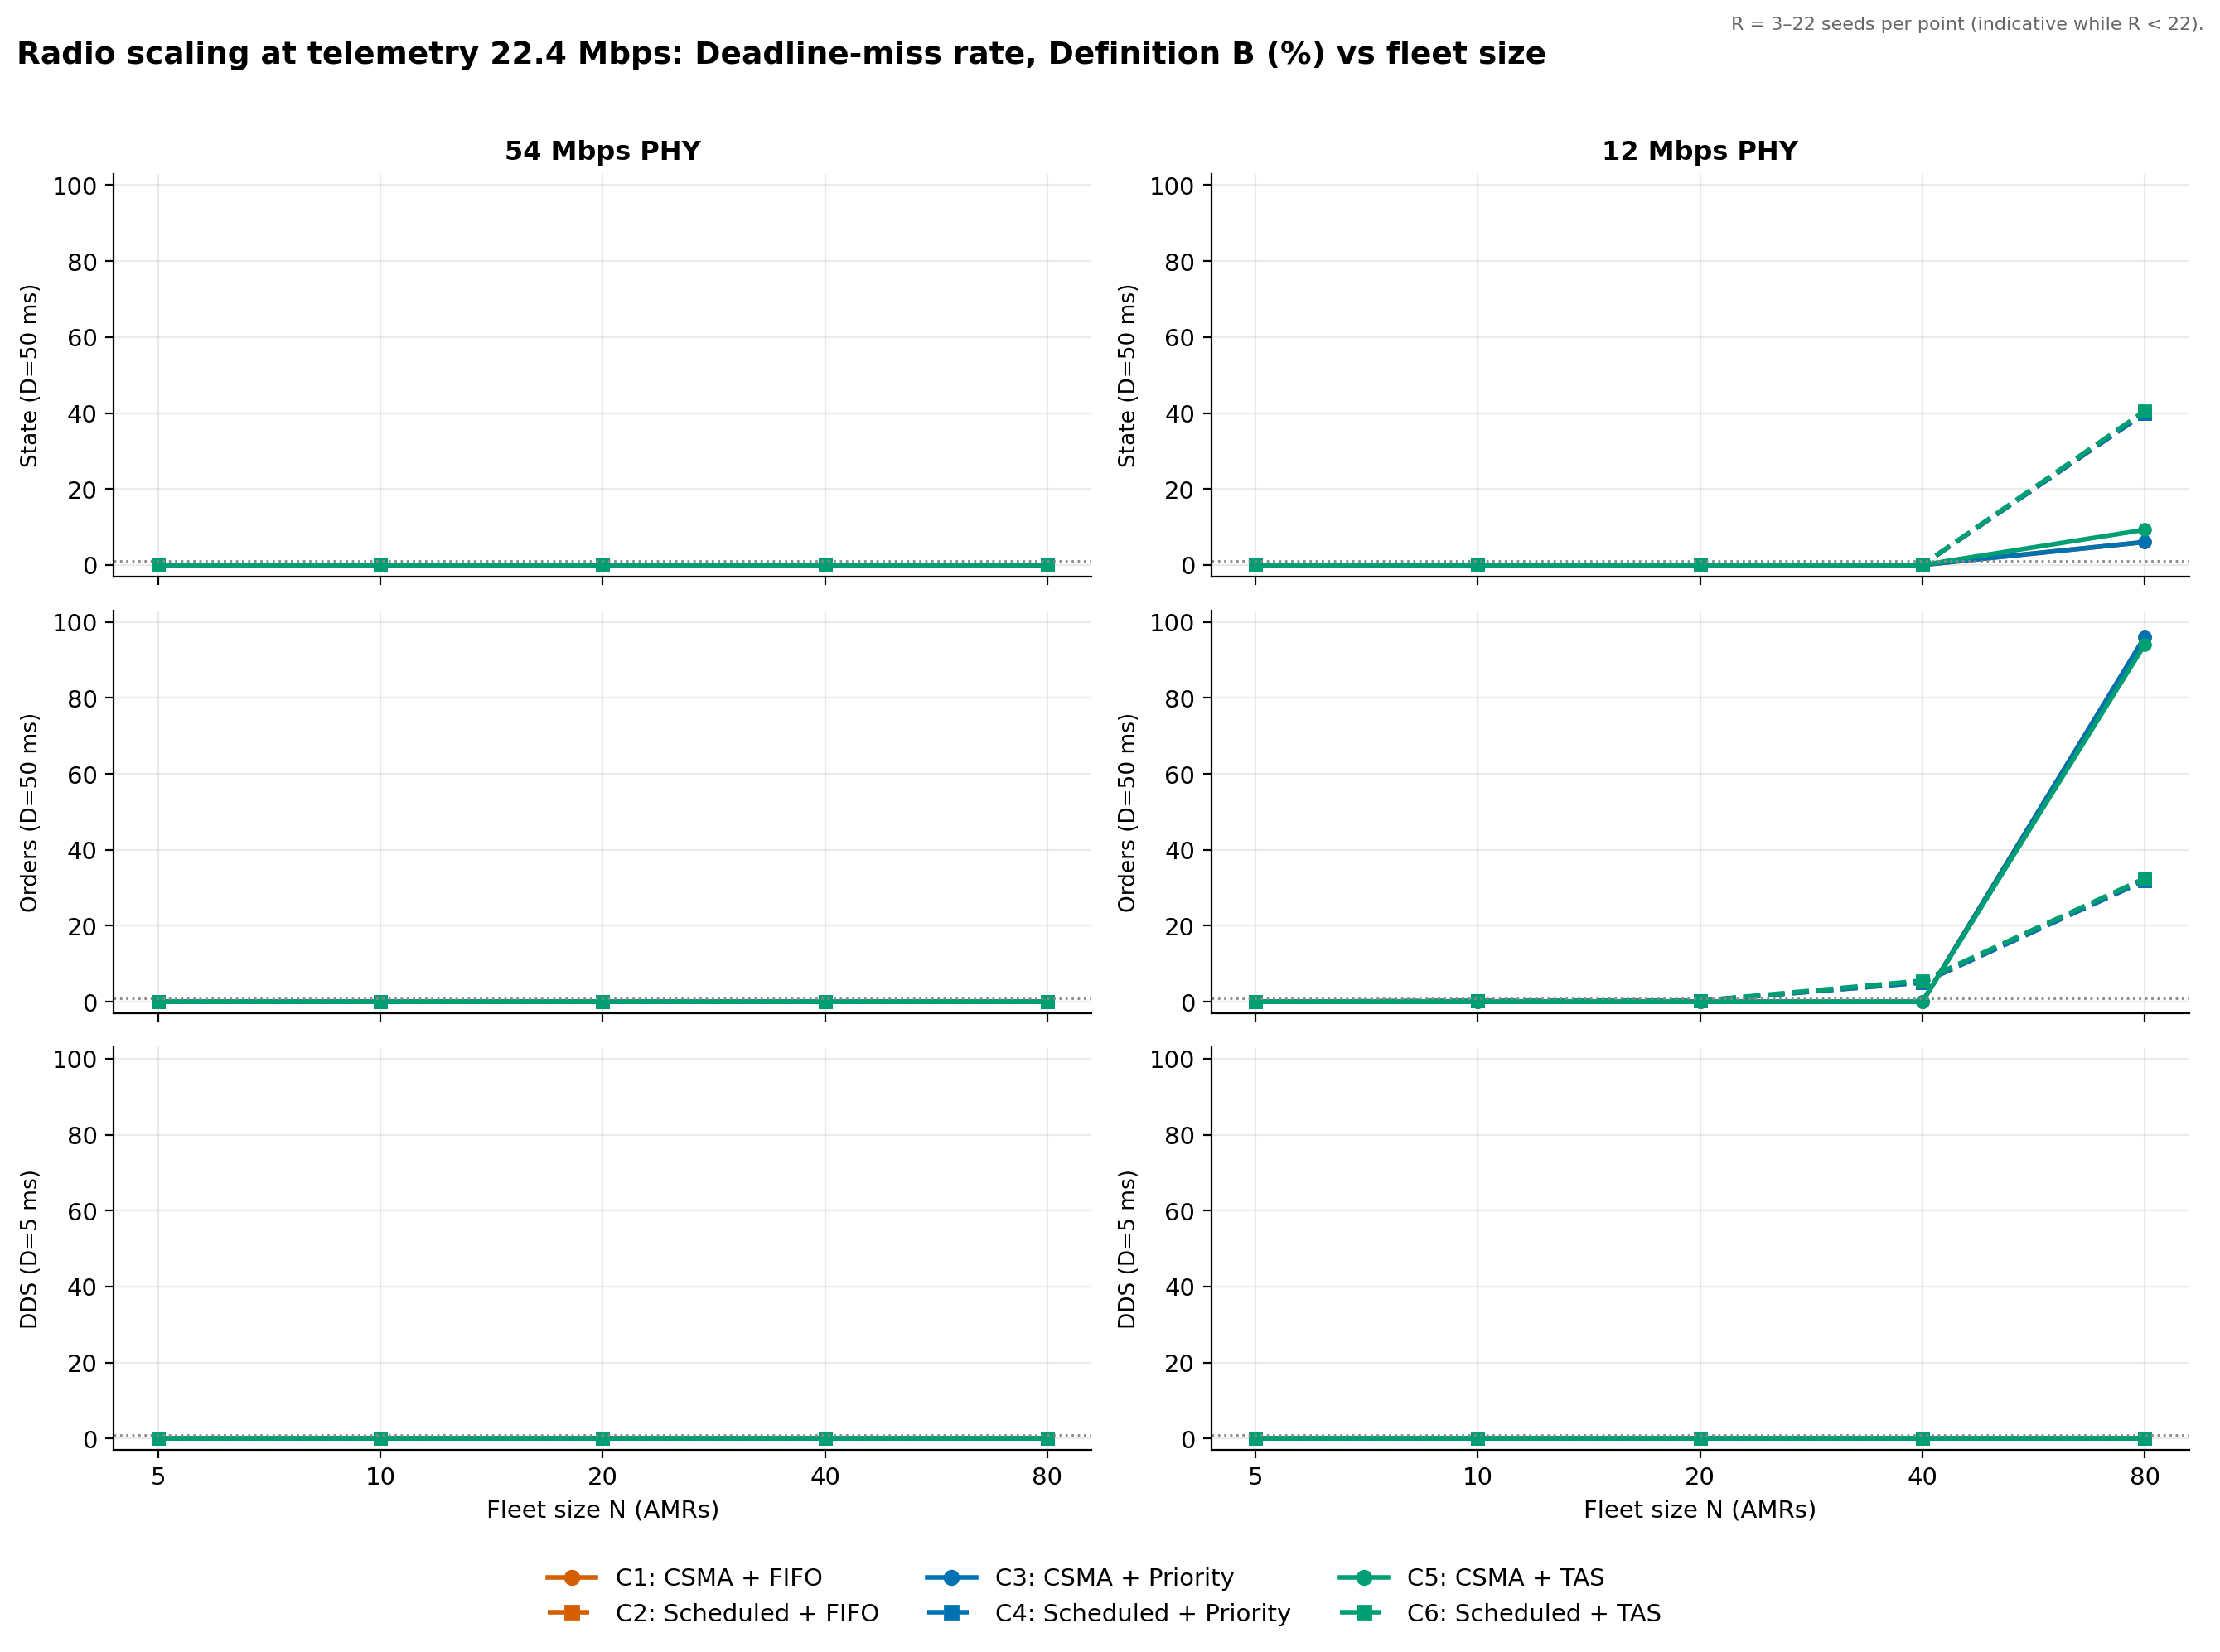 R = 3–22 seeds per point (indicative while R < 22).
Radio scaling at telemetry 22.4 Mbps: Deadline-miss rate, Definition B (%) vs fleet size
54 Mbps PHY
12 Mbps PHY
State (D=50 ms)
100
80
60
40
20
0
State (D=50 ms)
100
80
60
40
20
0
Orders (D=50 ms)
100
80
60
40
20
0
Orders (D=50 ms)
100
80
60
40
20
0
DDS (D=5 ms)
100
80
60
40
20
0
5 10 20 40 80
Fleet size N (AMRs)
DDS (D=5 ms)
100
80
60
40
20
0
5 10 20 40 80
Fleet size N (AMRs)
C1: CSMA + FIFO
C2: Scheduled + FIFO
C3: CSMA + Priority
C4: Scheduled + Priority
C5: CSMA + TAS
C6: Scheduled + TAS